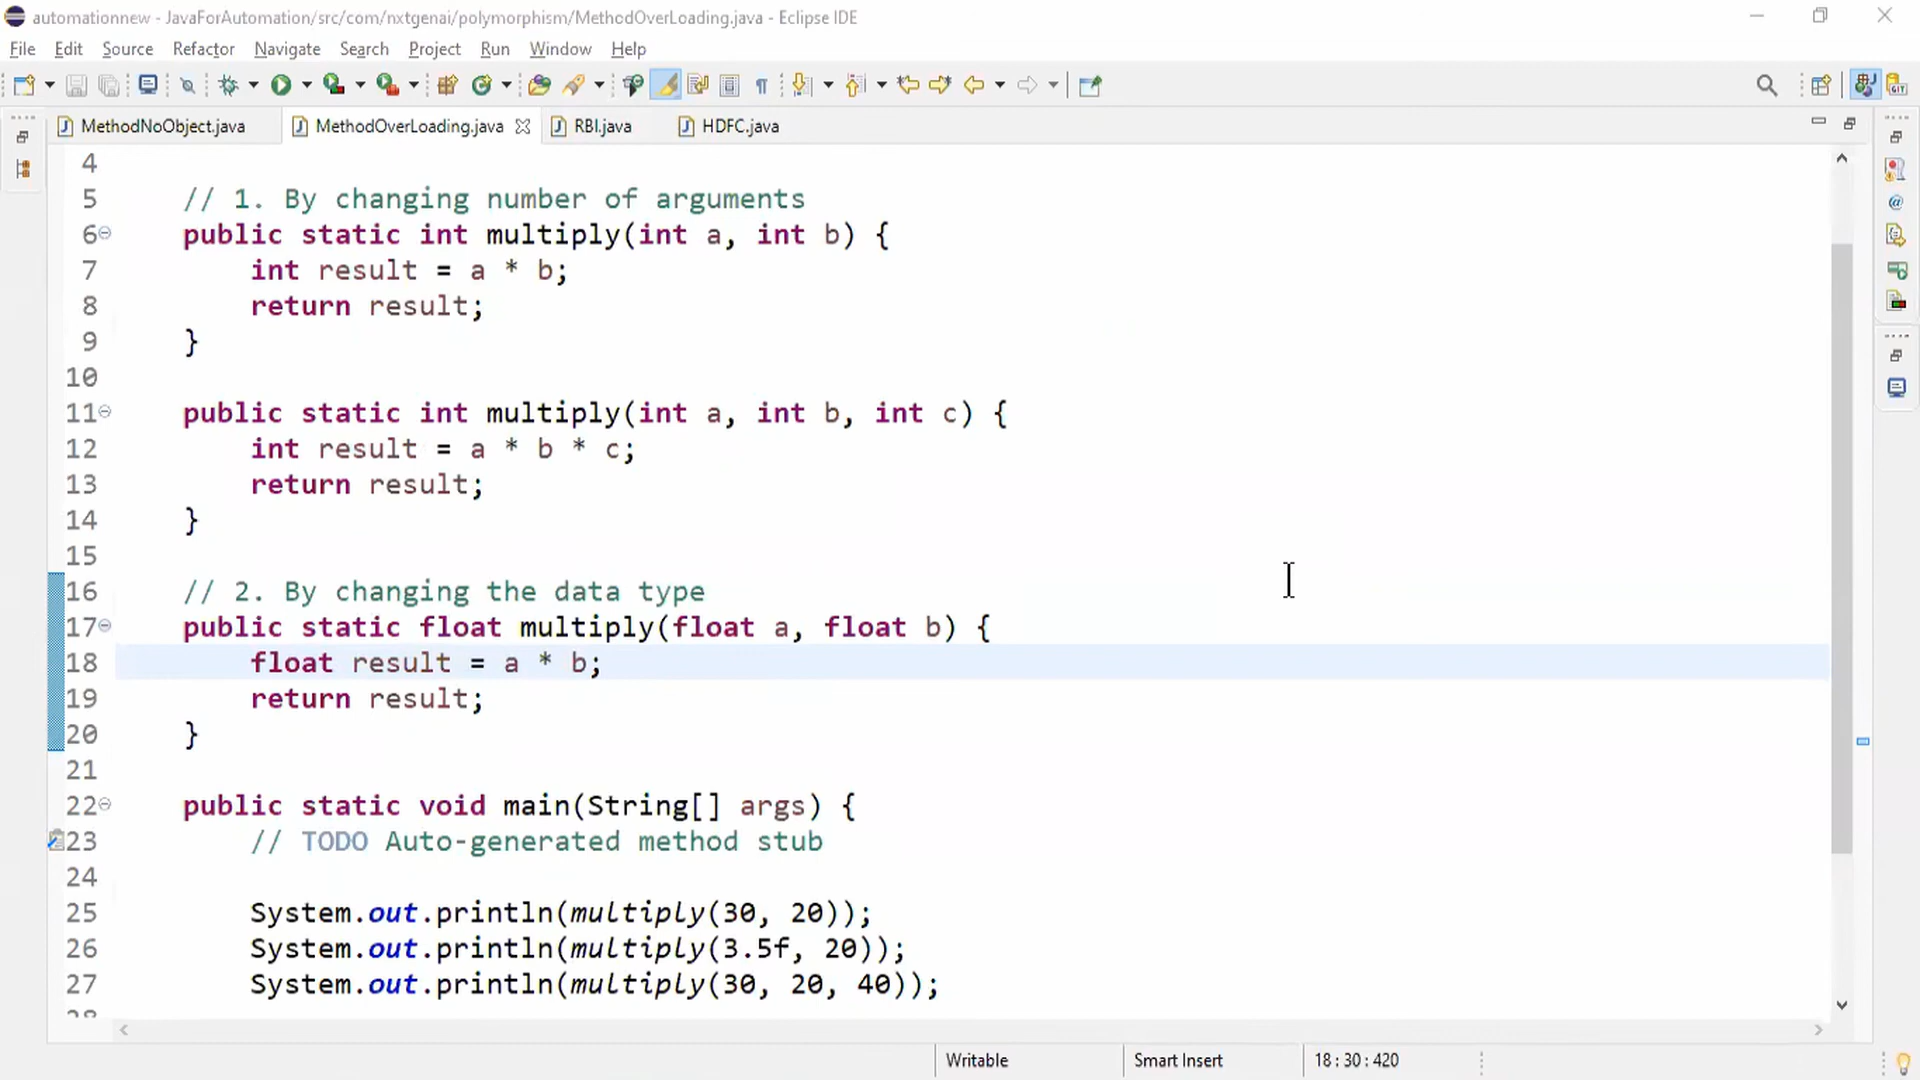 automationnew - JavaForAutomation/src/com/nxtgenai/polymorphism/MethodOverLoading.java - Eclipse IDE
File Edit Source Refactor Navigate Search Project Run Window Help
MethodNoObject.java MethodOverLoading.java RBI.java HDFC.java
4
5 // 1. By changing number of arguments
6 public static int multiply(int a, int b) {
7 int result = a * b;
8 return result;
9 }
10
11 public static int multiply(int a, int b, int c) {
12 int result = a * b * c;
13 return result;
14 }
15
16 // 2. By changing the data type
17 public static float multiply(float a, float b) {
18 float result = a * b;
19 return result;
20 }
21
22 public static void main(String[] args) {
23 // TODO Auto-generated method stub
24
25 System.out.println(multiply(30, 20));
26 System.out.println(multiply(3.5f, 20));
27 System.out.println(multiply(30, 20, 40));
Writable Smart Insert 18 : 30 : 420